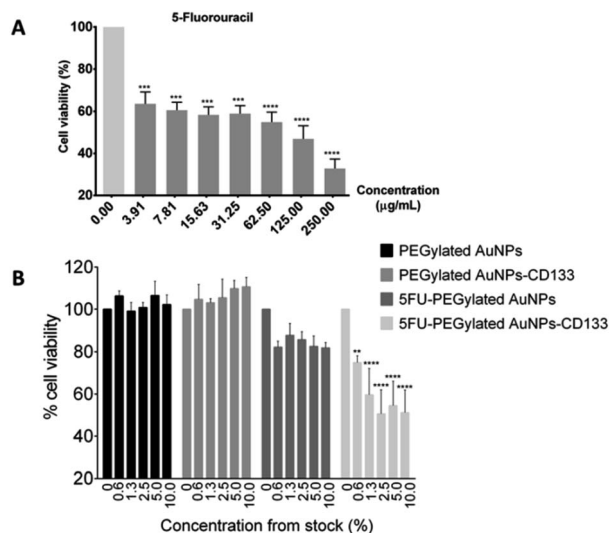 A
5-Fluorouracil
Cell viability (%)
100
80
60
40
20
*** *** *** *** **** **** ****
0.00 3.91 7.81 15.63 31.25 62.50 125.00 250.00
Concentration
(μg/mL)
PEGylated AuNPs
PEGylated AuNPs-CD133
5FU-PEGylated AuNPs
5FU-PEGylated AuNPs-CD133
B
% cell viability
120
100
80
60
40
20
** **** **** **** ****
0 0.6 1.3 2.5 5.0 10.0 0 0.6 1.3 2.5 5.0 10.0 0 0.6 1.3 2.5 5.0 10.0 0 0.6 1.3 2.5 5.0 10.0
Concentration from stock (%)